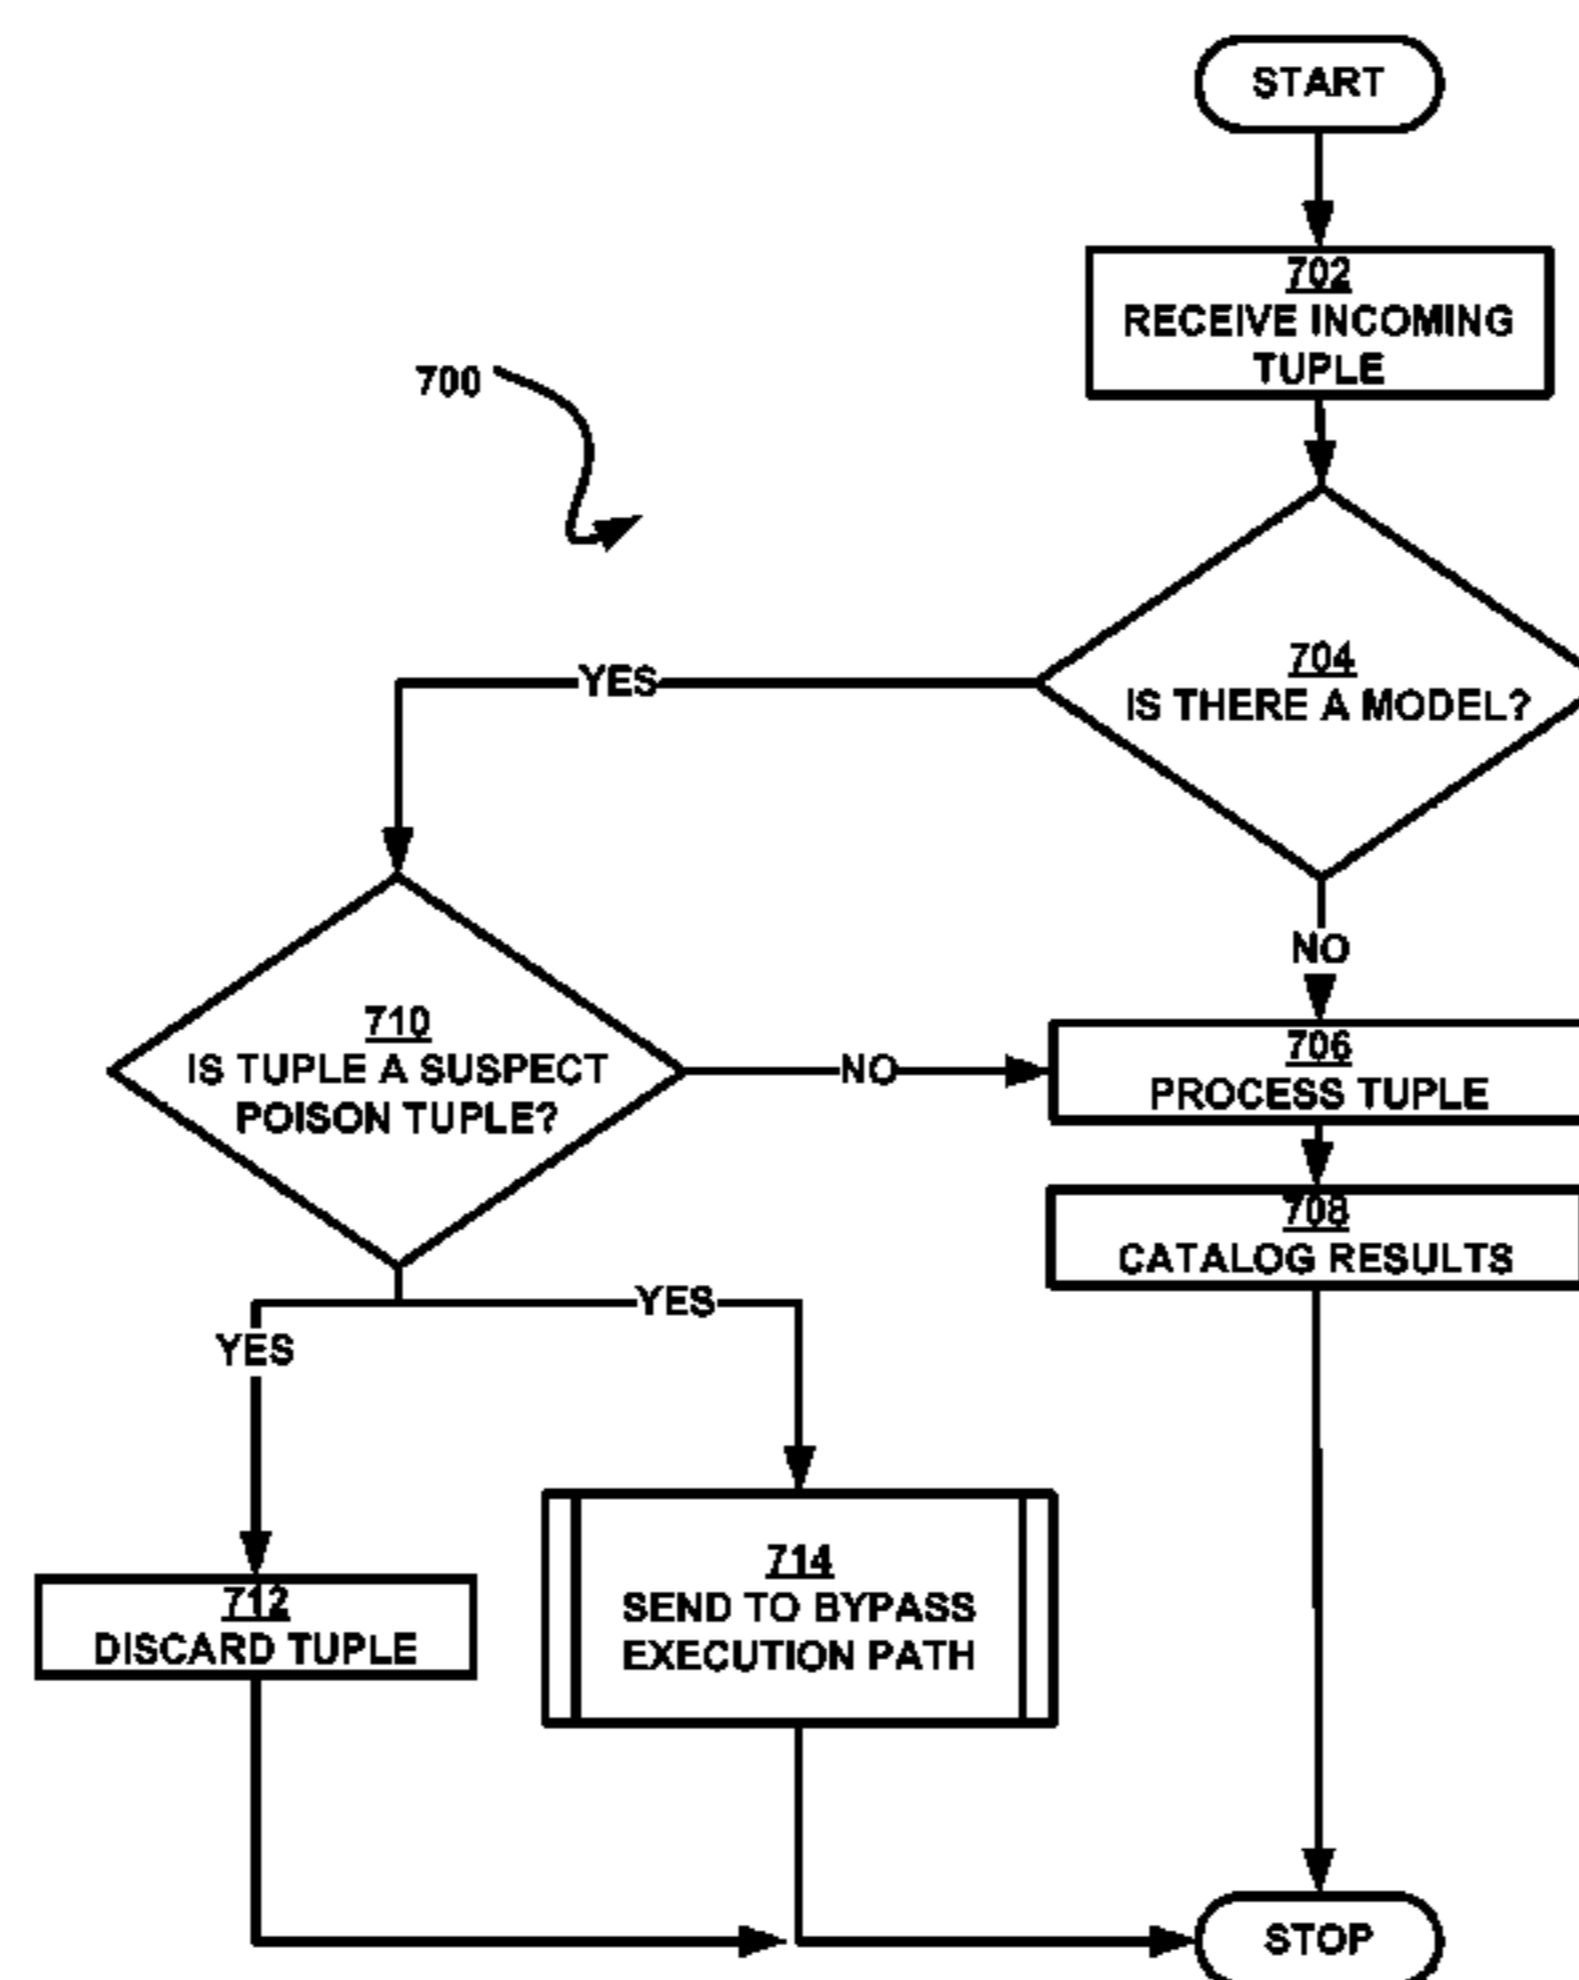 START
702
RECEIVE INCOMING
TUPLE
700
704
IS THERE A MODEL?
YES
NO
710
IS TUPLE A SUSPECT
POISON TUPLE?
NO
706
PROCESS TUPLE
708
CATALOG RESULTS
YES
YES
714
SEND TO BYPASS
EXECUTION PATH
712
DISCARD TUPLE
STOP